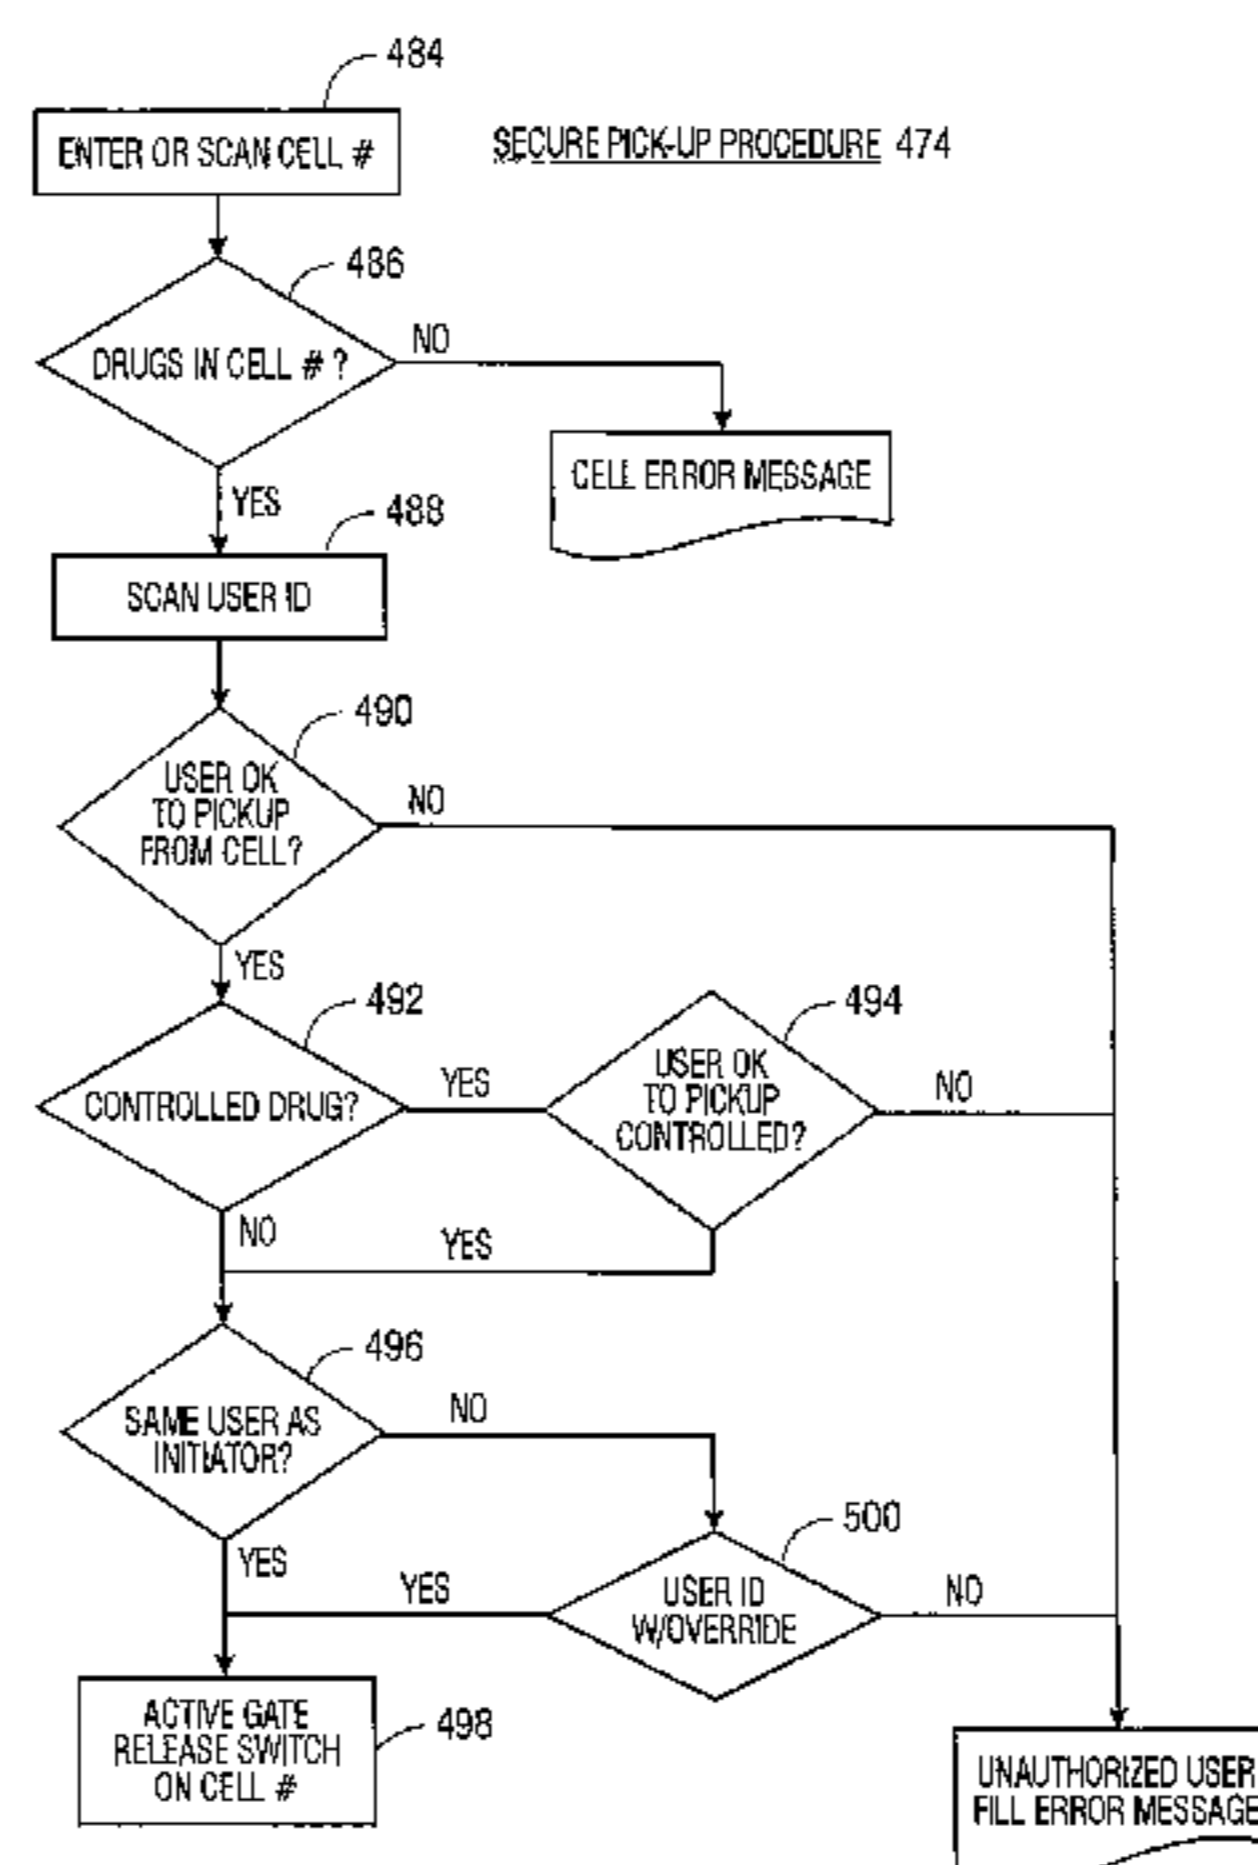 484
ENTER OR SCAN CELL #
SECURE PICK-UP PROCEDURE 474
486
DRUGS IN CELL # ?
NO
CELL ERROR MESSAGE
YES
488
SCAN USER ID
490
USER OK
TO PICKUP
FROM CELL?
NO
YES
492
CONTROLLED DRUG?
YES
494
USER OK
TO PICKUP
CONTROLLED?
NO
NO
YES
496
SAME USER AS
INITIATOR?
NO
YES
500
USER ID
W/OVERRIDE
YES
NO
ACTIVE GATE
RELEASE SWITCH
ON CELL #
498
UNAUTHORIZED USER
FILL ERROR MESSAGE